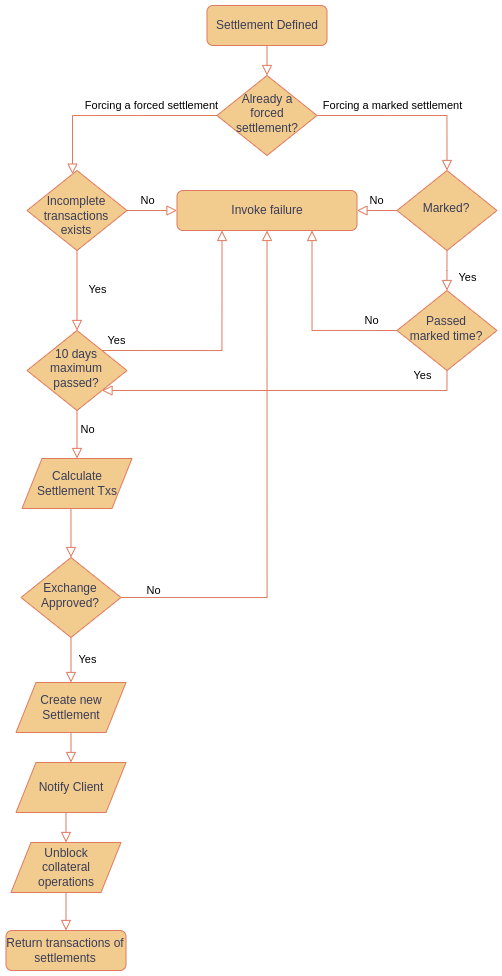 Settlement Defined
Already a
forced
settlement?
Forcing a forced settlement
Forcing a marked settlement
Incomplete
transactions
exists
No
Invoke failure
No
Marked?
Yes
Yes
Passed
marked time?
No
Yes
10 days
maximum
passed?
Yes
No
Calculate
Settlement Txs
Exchange
Approved?
No
Yes
Create new
Settlement
Notify Client
Unblock
collateral
operations
Return transactions of
settlements